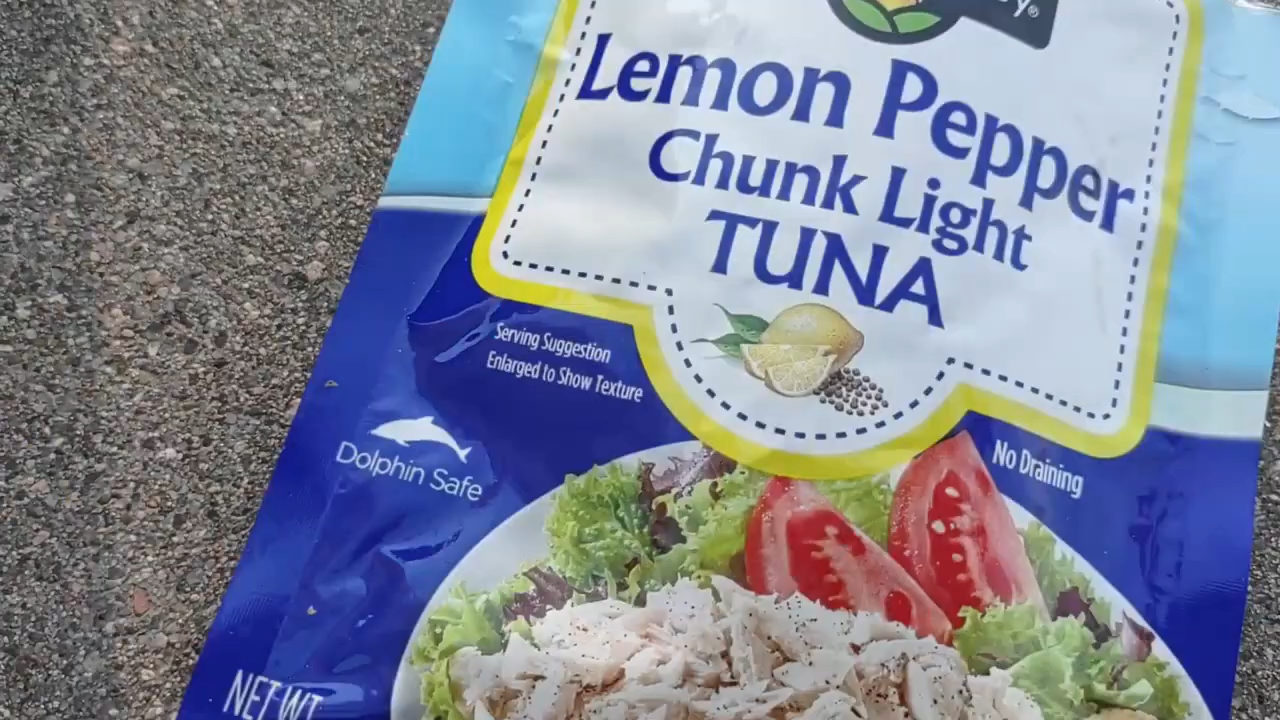 Lemon Pepper
Chunk Light
TUNA
Serving Suggestion
Enlarged to Show Texture
No Draining
Dolphin Safe
NET WT